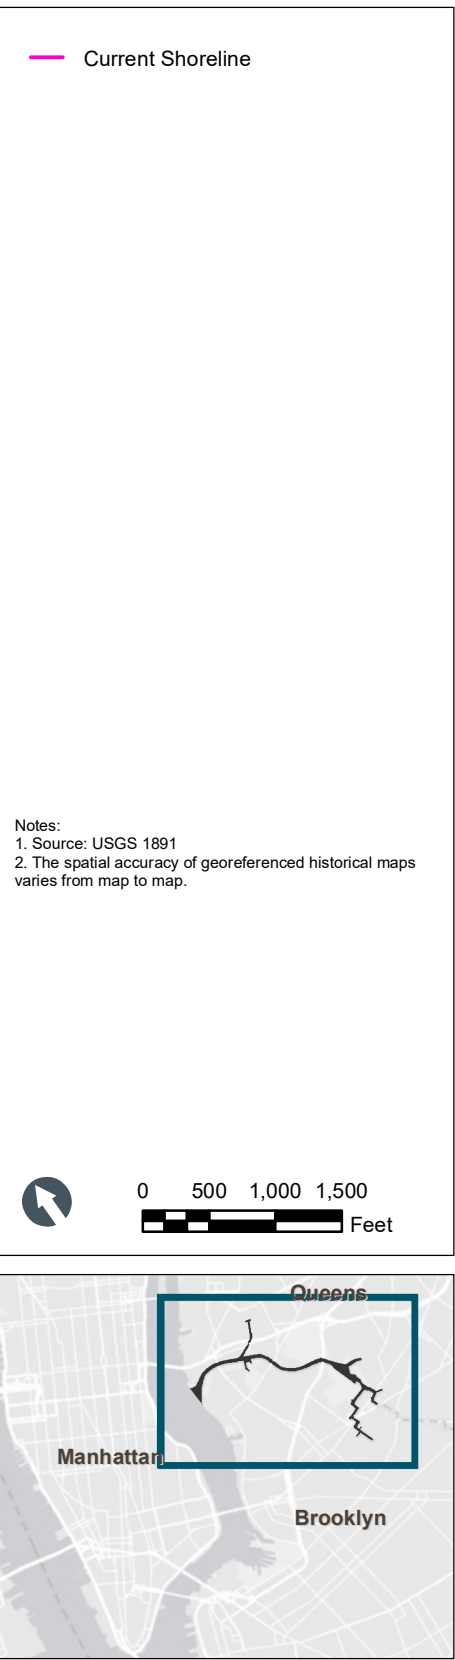 Current Shoreline
Notes:
1. Source: USGS 1891
2. The spatial accuracy of georeferenced historical maps
varies from map to map.
0 500 1,000 1,500
Feet
Queens
Manhattan
Brooklyn